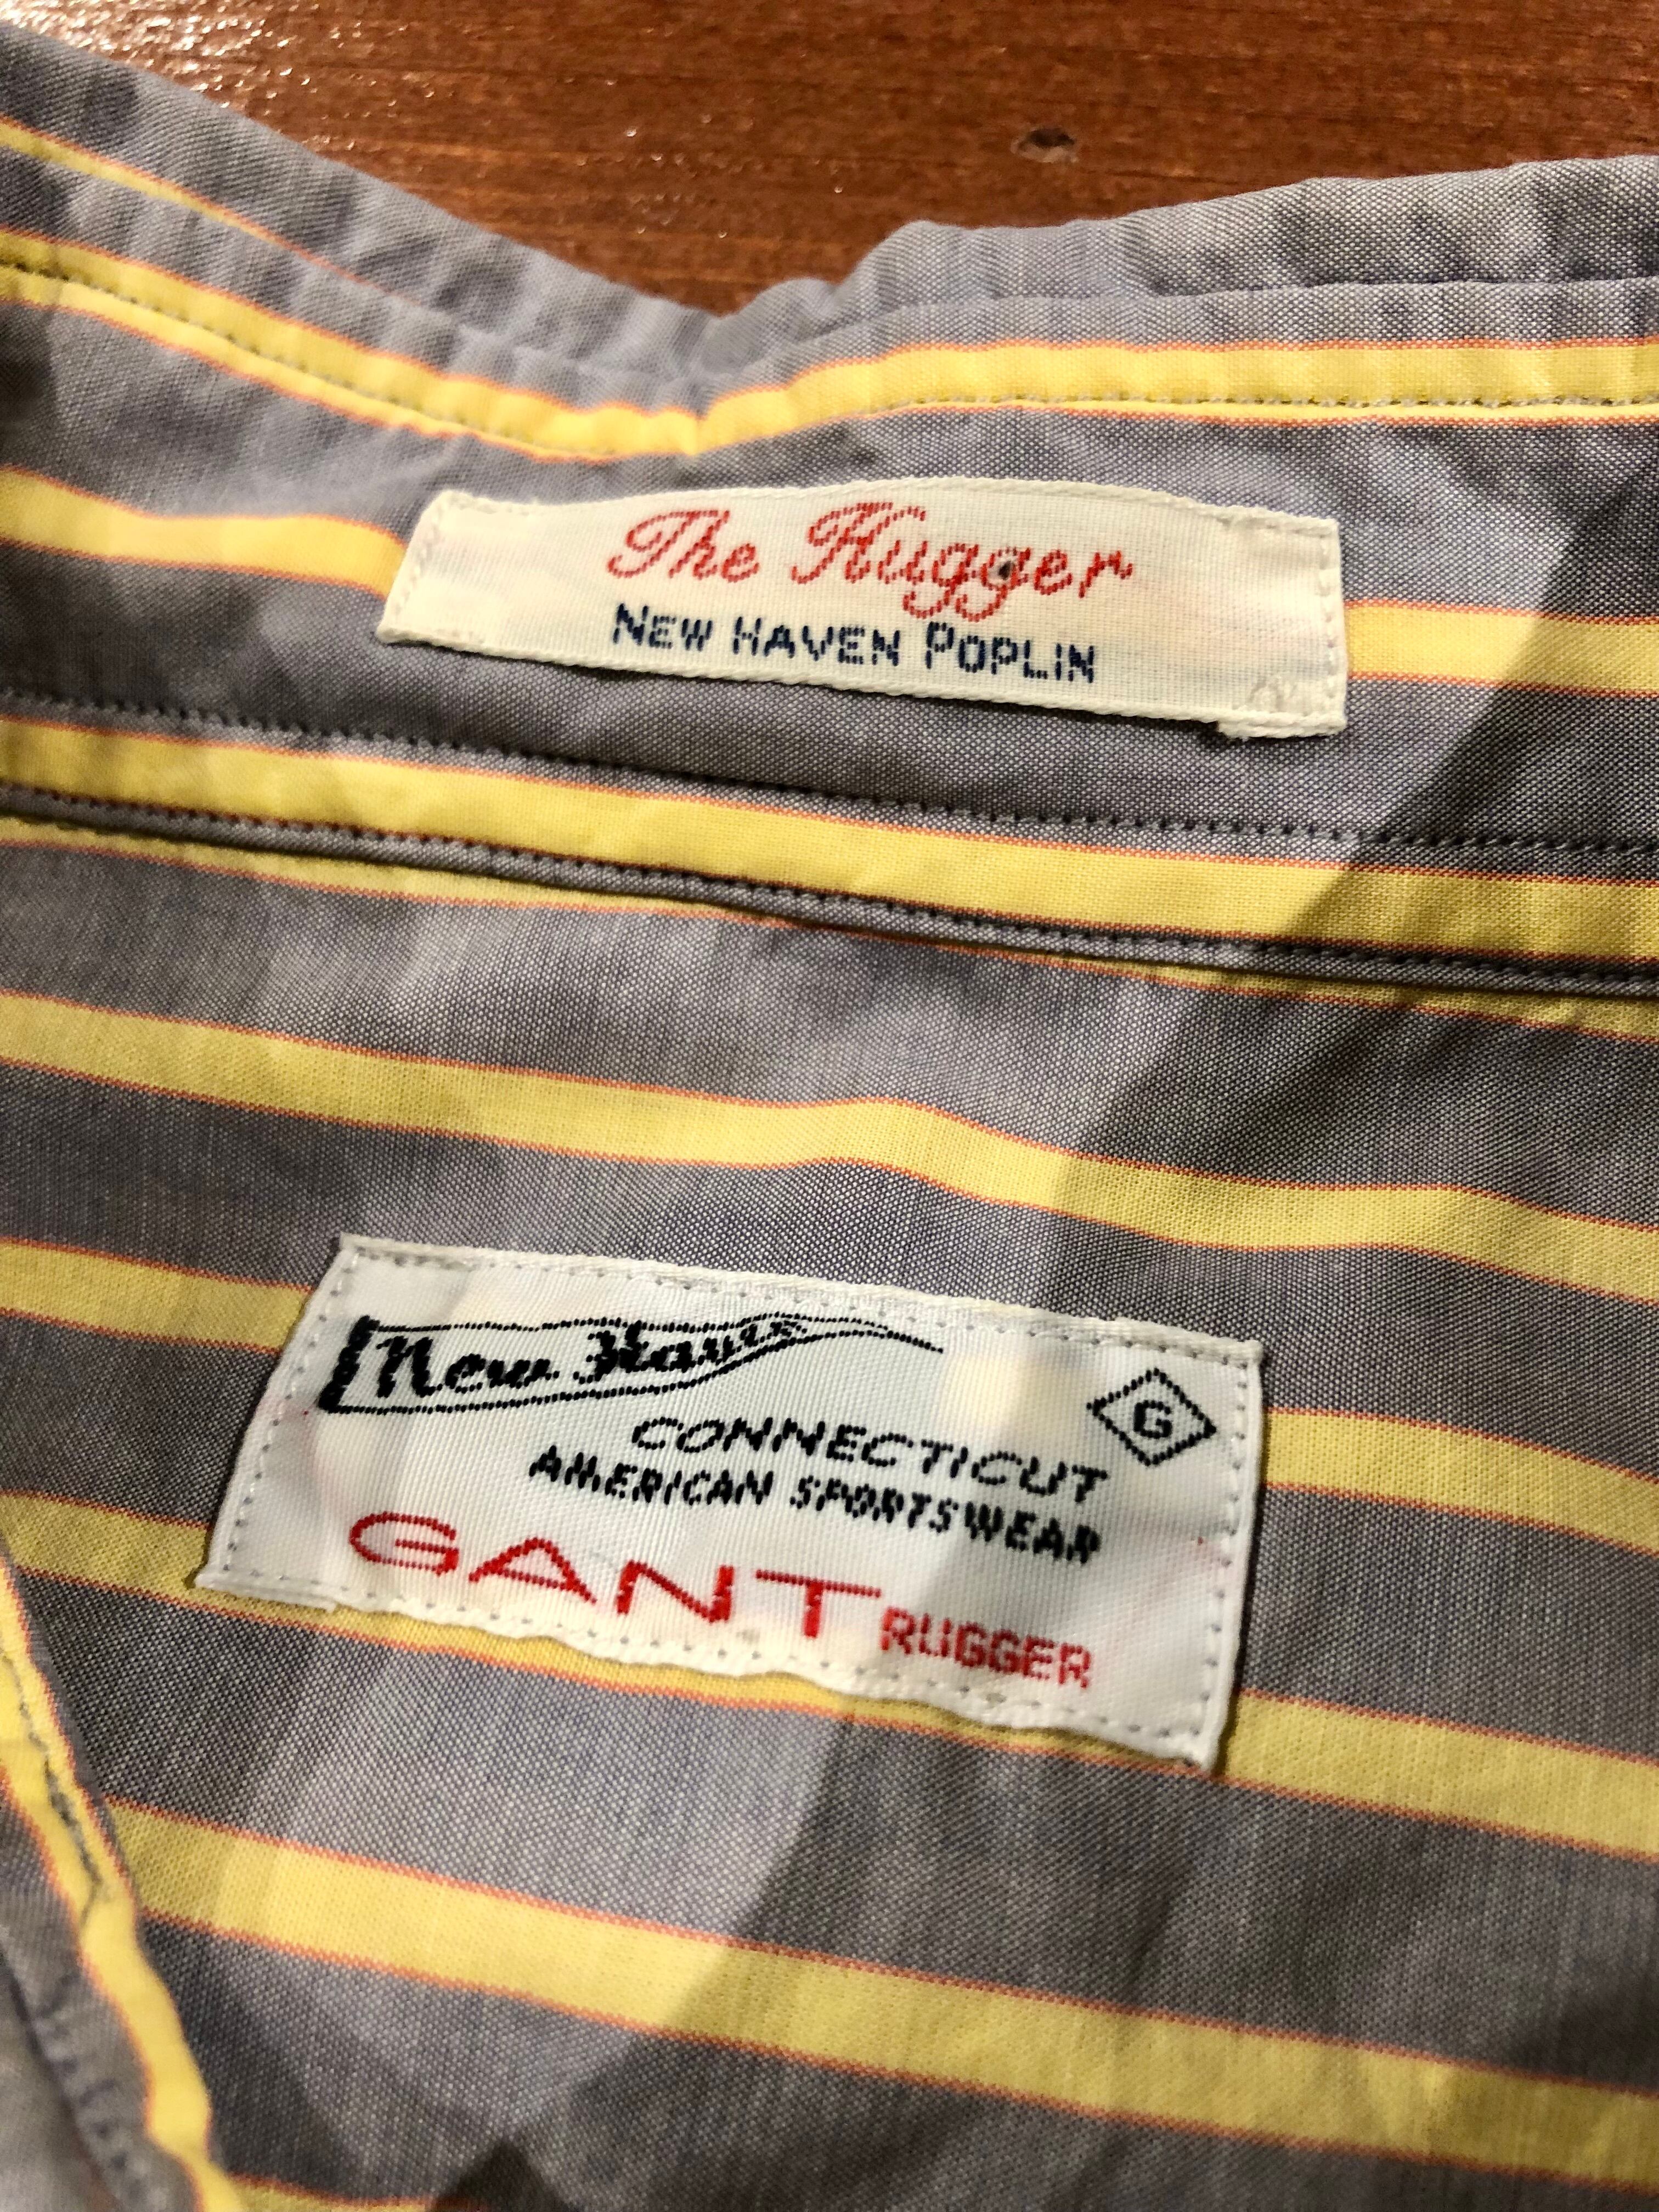 The Hugger
NEW HAVEN POPLIN
New Haven
G
CONNECTICUT
AMERICAN SPORTSWEAR
GANT RUGGER